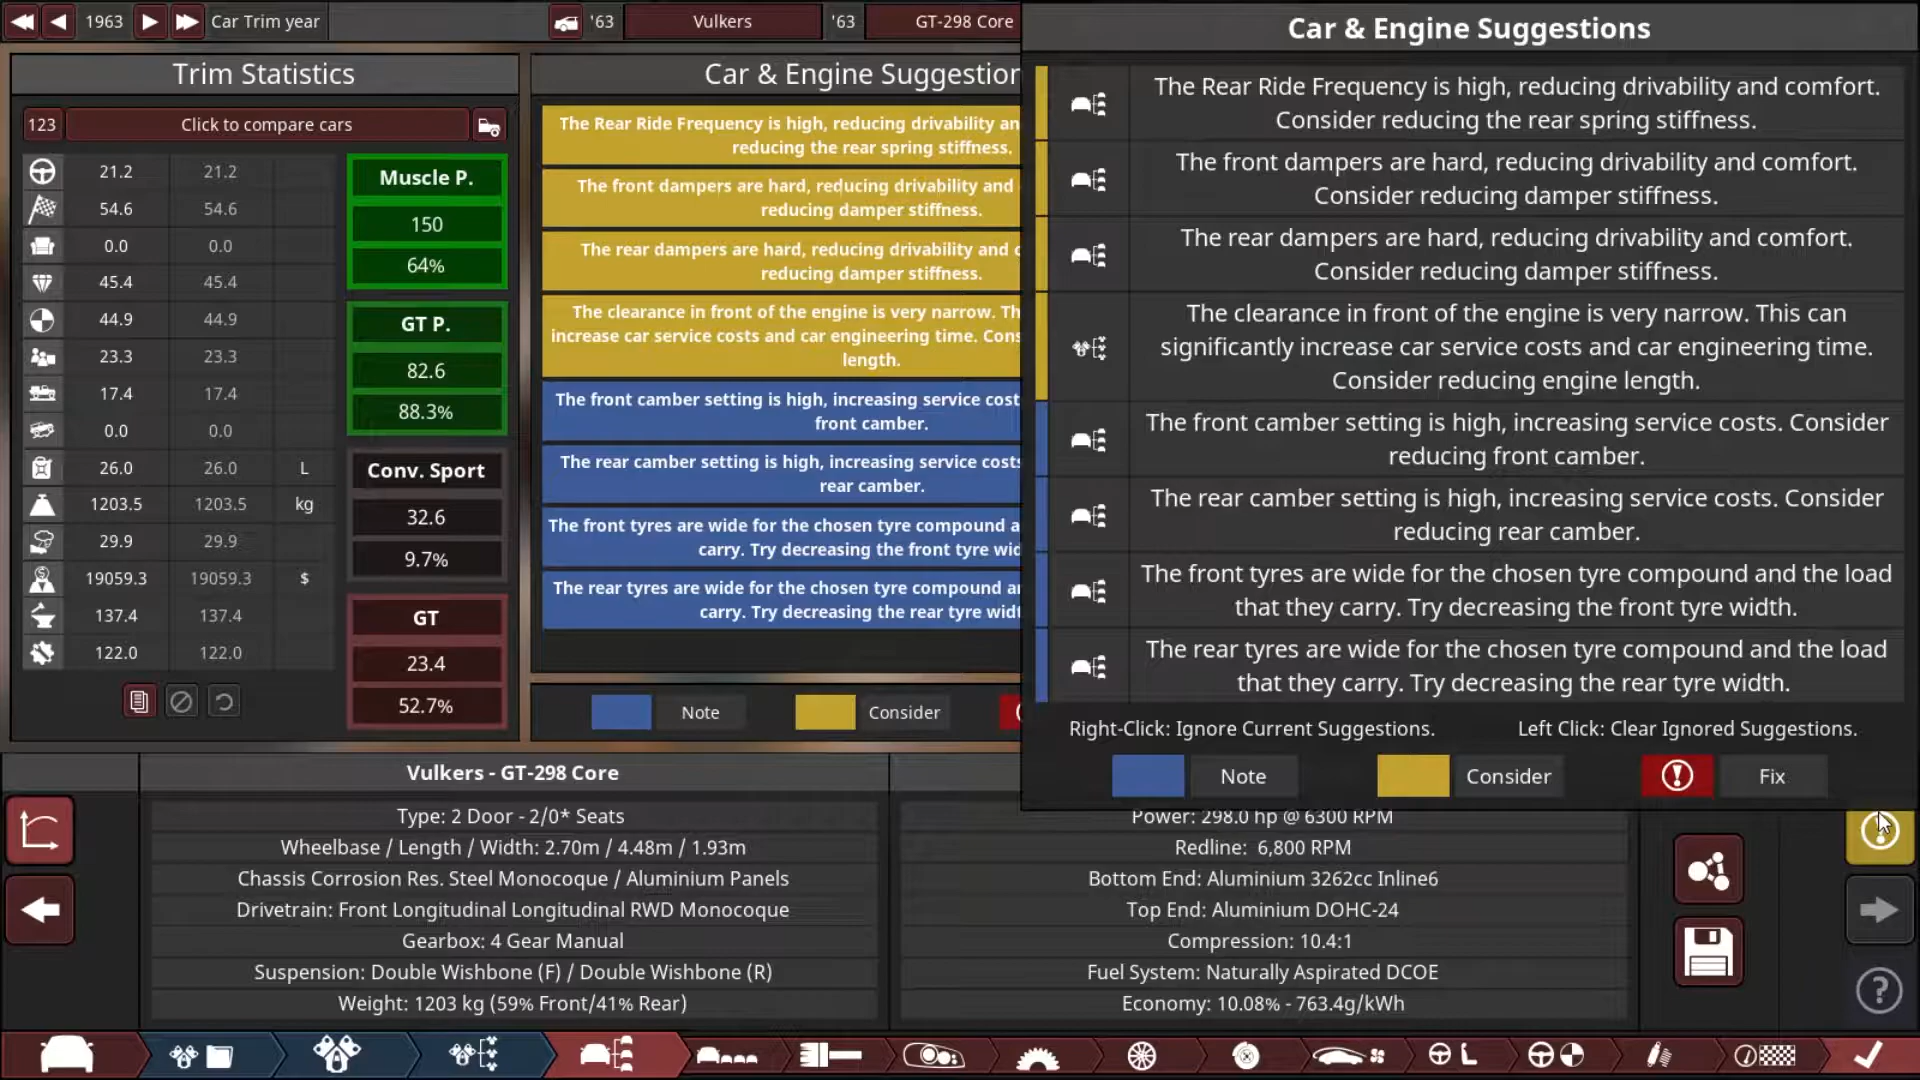 1963
Car Trim year
'63
Vulkers
'63
GT-298 Core
Trim Statistics
123
Click to compare cars
21.2 21.2
54.6 54.6
0.0 0.0
45.4 45.4
44.9 44.9
23.3 23.3
17.4 17.4
0.0 0.0
26.0 26.0 L
1203.5 1203.5 kg
29.9 29.9
19059.3 19059.3 $
137.4 137.4
122.0 122.0
Muscle P.
150
64%
GT P.
82.6
88.3%
Conv. Sport
32.6
9.7%
GT
23.4
52.7%
Car & Engine Suggestion
The Rear Ride Frequency is high, reducing drivability an
reducing the rear spring stiffness.
The front dampers are hard, reducing drivability and
reducing damper stiffness.
The rear dampers are hard, reducing drivability and c
reducing damper stiffness.
The clearance in front of the engine is very narrow. Th
increase car service costs and car engineering time. Cons
length.
The front camber setting is high, increasing service cost
front camber.
The rear camber setting is high, increasing service costs
rear camber.
The front tyres are wide for the chosen tyre compound a
carry. Try decreasing the front tyre wid
The rear tyres are wide for the chosen tyre compound a
carry. Try decreasing the rear tyre widt
Note
Consider
Car & Engine Suggestions
The Rear Ride Frequency is high, reducing drivability and comfort.
Consider reducing the rear spring stiffness.
The front dampers are hard, reducing drivability and comfort.
Consider reducing damper stiffness.
The rear dampers are hard, reducing drivability and comfort.
Consider reducing damper stiffness.
The clearance in front of the engine is very narrow. This can
significantly increase car service costs and car engineering time.
Consider reducing engine length.
The front camber setting is high, increasing service costs. Consider
reducing front camber.
The rear camber setting is high, increasing service costs. Consider
reducing rear camber.
The front tyres are wide for the chosen tyre compound and the load
that they carry. Try decreasing the front tyre width.
The rear tyres are wide for the chosen tyre compound and the load
that they carry. Try decreasing the rear tyre width.
Right-Click: Ignore Current Suggestions.
Left Click: Clear Ignored Suggestions.
Note
Consider
Fix
Vulkers - GT-298 Core
Type: 2 Door - 2/0* Seats
Wheelbase / Length / Width: 2.70m / 4.48m / 1.93m
Chassis Corrosion Res. Steel Monocoque / Aluminium Panels
Drivetrain: Front Longitudinal Longitudinal RWD Monocoque
Gearbox: 4 Gear Manual
Suspension: Double Wishbone (F) / Double Wishbone (R)
Weight: 1203 kg (59% Front/41% Rear)
Power: 298.0 hp @ 6300 RPM
Redline: 6,800 RPM
Bottom End: Aluminium 3262cc Inline6
Top End: Aluminium DOHC-24
Compression: 10.4:1
Fuel System: Naturally Aspirated DCOE
Economy: 10.08% - 763.4g/kWh